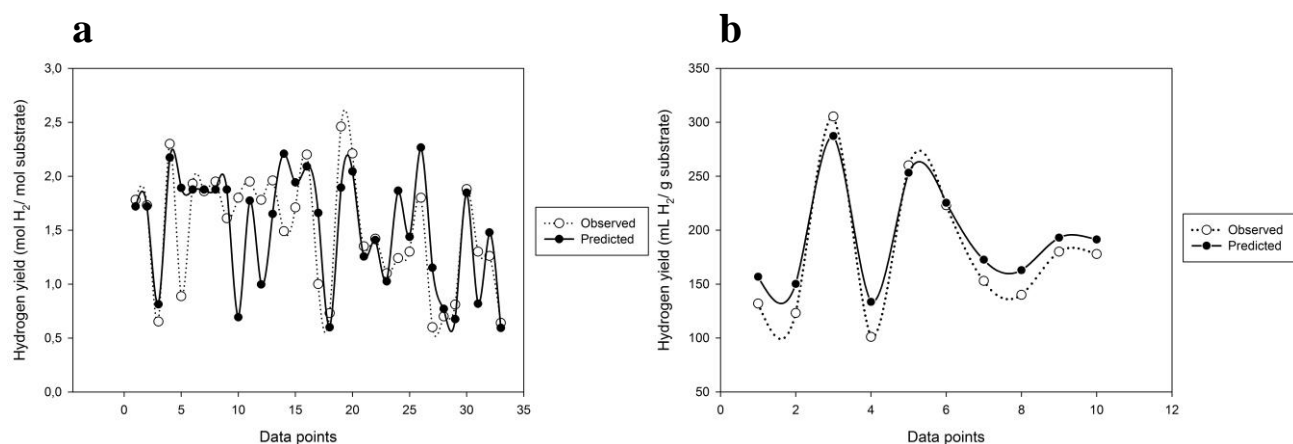 a
3,0
2,5
2,0
1,5
1,0
0,5
0,0
Hydrogen yield (mol H₂/ mol substrate)
0 5 10 15 20 25 30 35
Data points
Observed
Predicted
b
350
300
250
200
150
100
50
Hydrogen yield (mL H₂/ g substrate)
0 2 4 6 8 10 12
Data points
Observed
Predicted